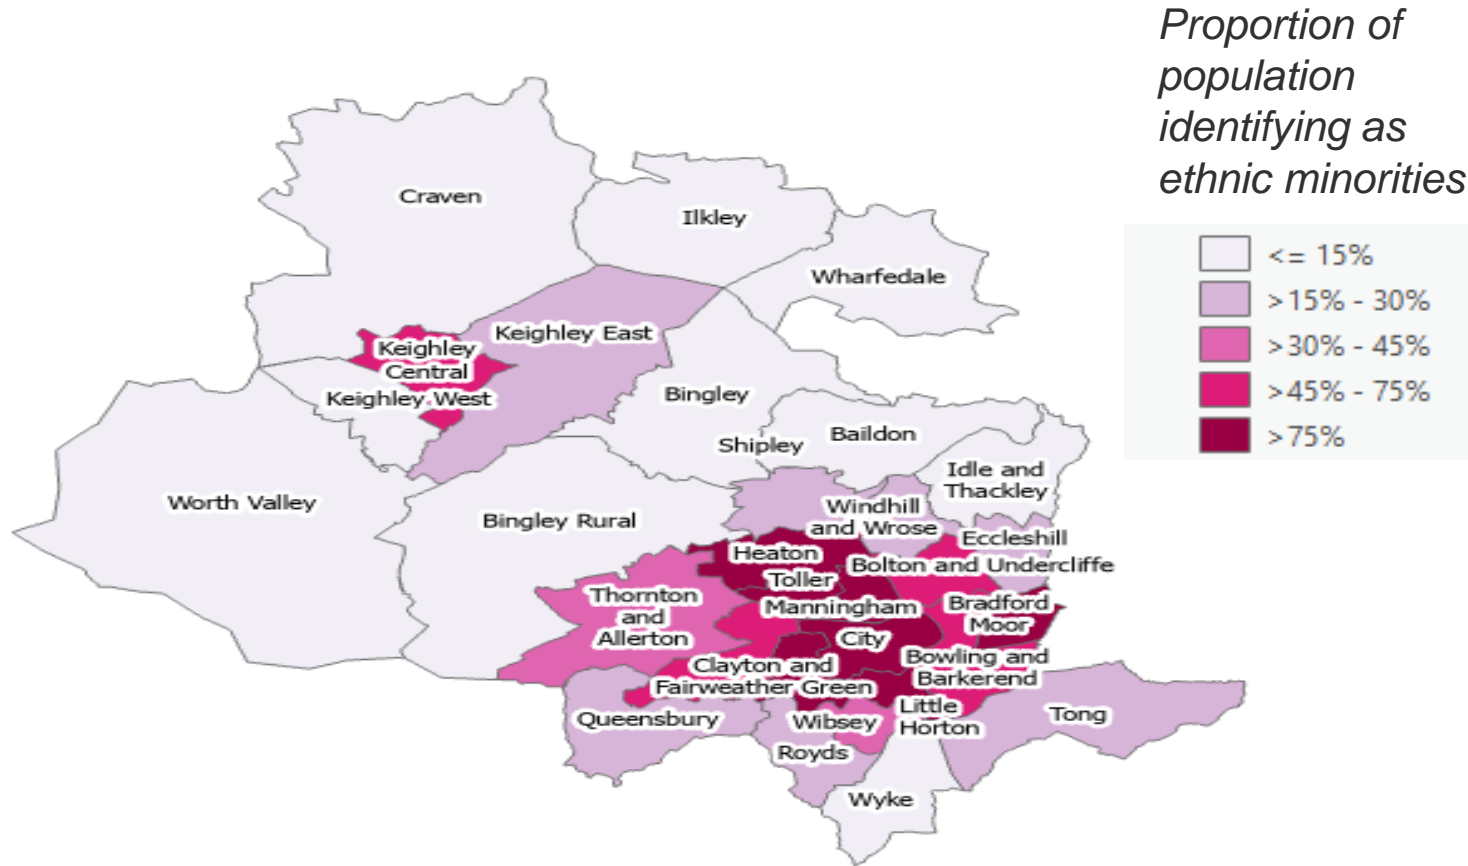 Proportion of
population
identifying as
ethnic minorities
<= 15%
>15% - 30%
>30% - 45%
>45% - 75%
>75%
Craven
Ilkley
Wharfedale
Keighley East
Keighley
Central
Keighley West
Bingley
Shipley
Baildon
Idle and
Thackley
Worth Valley
Bingley Rural
Windhill
and Wrose
Eccleshill
Heaton
Bolton and Undercliffe
Toller
Thornton
and
Allerton
Manningham
Bradford
Moor
City
Clayton and
Fairweather Green
Bowling and
Barkerend
Queensbury
Wibsey
Little
Horton
Tong
Royds
Wyke